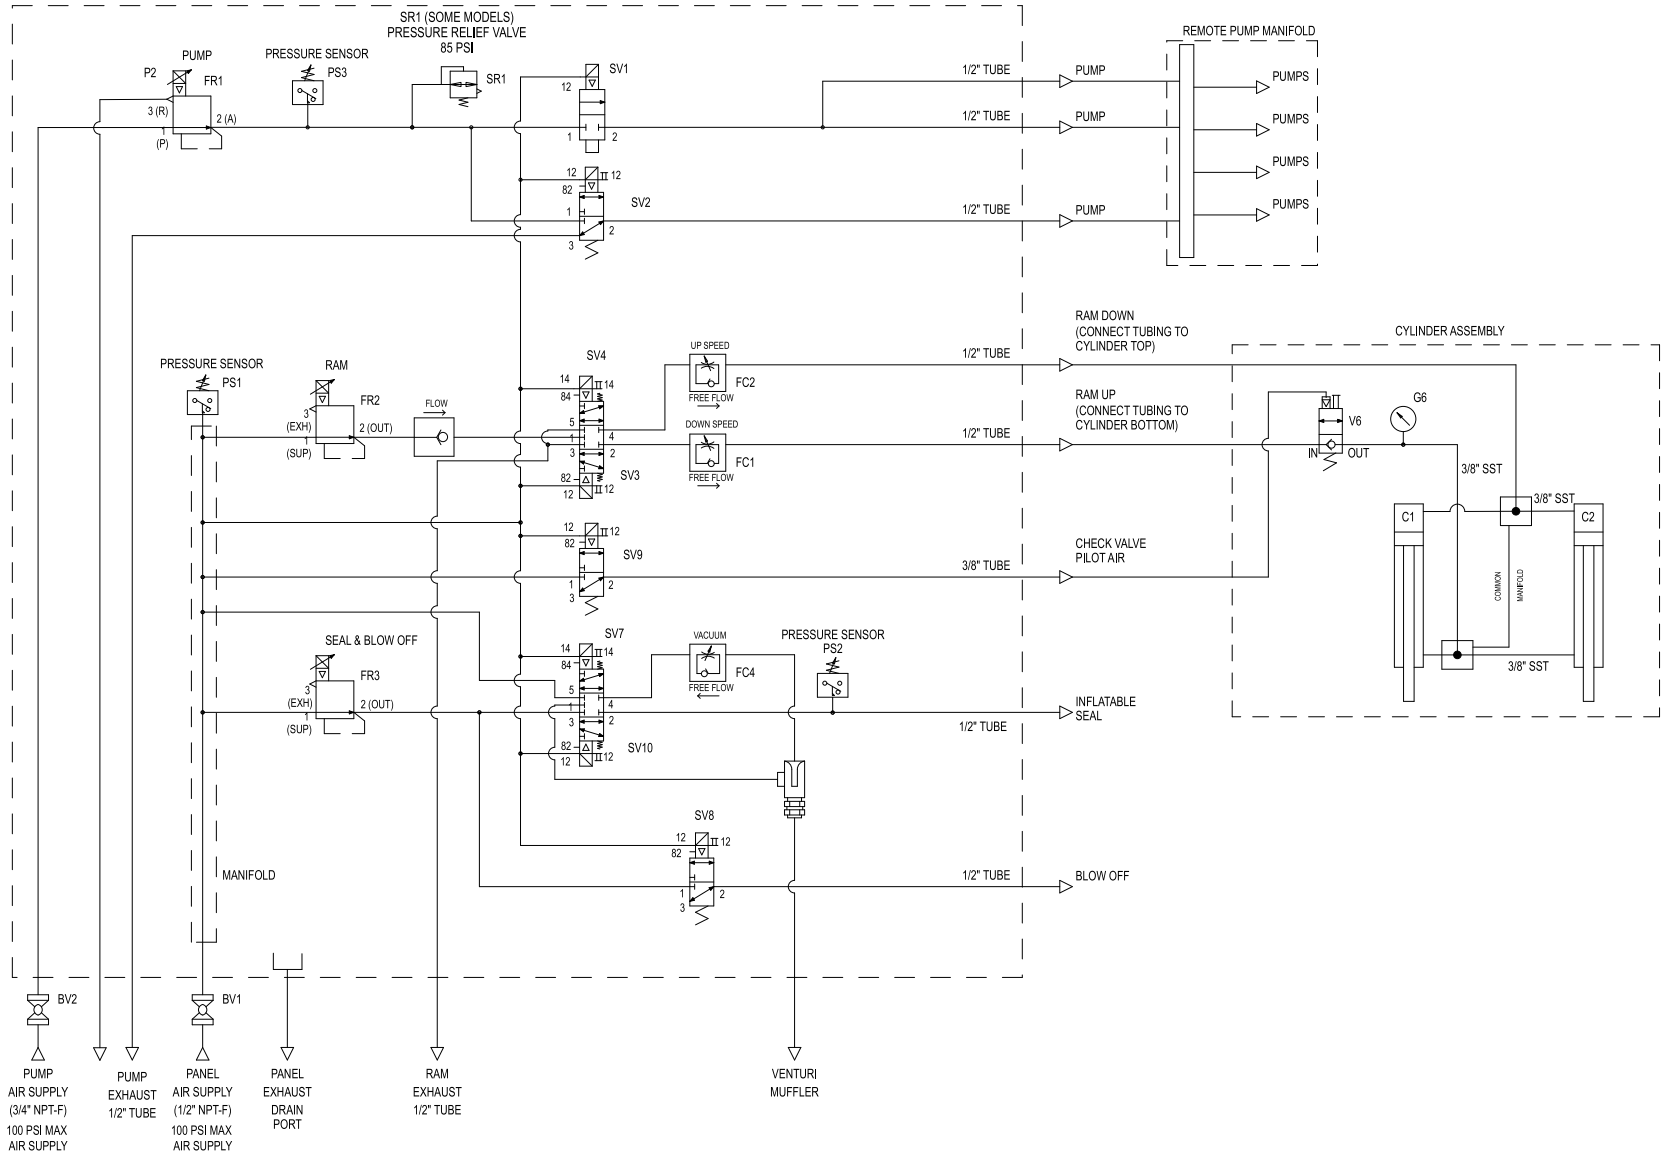 SR1 (SOME MODELS)
PRESSURE RELIEF VALVE
85 PSI
PUMP
P2
FR1
3 (R)
2 (A)
1
(P)
PRESSURE SENSOR
PS3
SR1
SV1
12
1
2
1/2" TUBE
PUMP
1/2" TUBE
PUMP
REMOTE PUMP MANIFOLD
PUMPS
PUMPS
PUMPS
PUMPS
12
12
82
SV2
1
2
3
1/2" TUBE
PUMP
PRESSURE SENSOR
PS1
RAM
FR2
3
(EXH)
2 (OUT)
1
(SUP)
FLOW
SV4
14
14
84
5
1
4
3
2
SV3
82
12
12
UP SPEED
FC2
FREE FLOW
DOWN SPEED
FC1
FREE FLOW
1/2" TUBE
RAM DOWN
(CONNECT TUBING TO
CYLINDER TOP)
1/2" TUBE
RAM UP
(CONNECT TUBING TO
CYLINDER BOTTOM)
CYLINDER ASSEMBLY
V6
IN
OUT
G6
3/8" SST
3/8" SST
C1
C2
COMMON
MANIFOLD
3/8" SST
12
12
82
SV9
1
2
3
3/8" TUBE
CHECK VALVE
PILOT AIR
SEAL & BLOW OFF
FR3
3
(EXH)
2 (OUT)
1
(SUP)
SV7
14
14
84
5
1
4
3
2
82
SV10
12
12
VACUUM
FC4
FREE FLOW
PRESSURE SENSOR
PS2
1/2" TUBE
INFLATABLE
SEAL
SV8
12
12
82
1
2
3
1/2" TUBE
BLOW OFF
MANIFOLD
BV2
BV1
PUMP
AIR SUPPLY
(3/4" NPT-F)
100 PSI MAX
AIR SUPPLY
PUMP
EXHAUST
1/2" TUBE
PANEL
AIR SUPPLY
(1/2" NPT-F)
100 PSI MAX
AIR SUPPLY
PANEL
EXHAUST
DRAIN
PORT
RAM
EXHAUST
1/2" TUBE
VENTURI
MUFFLER